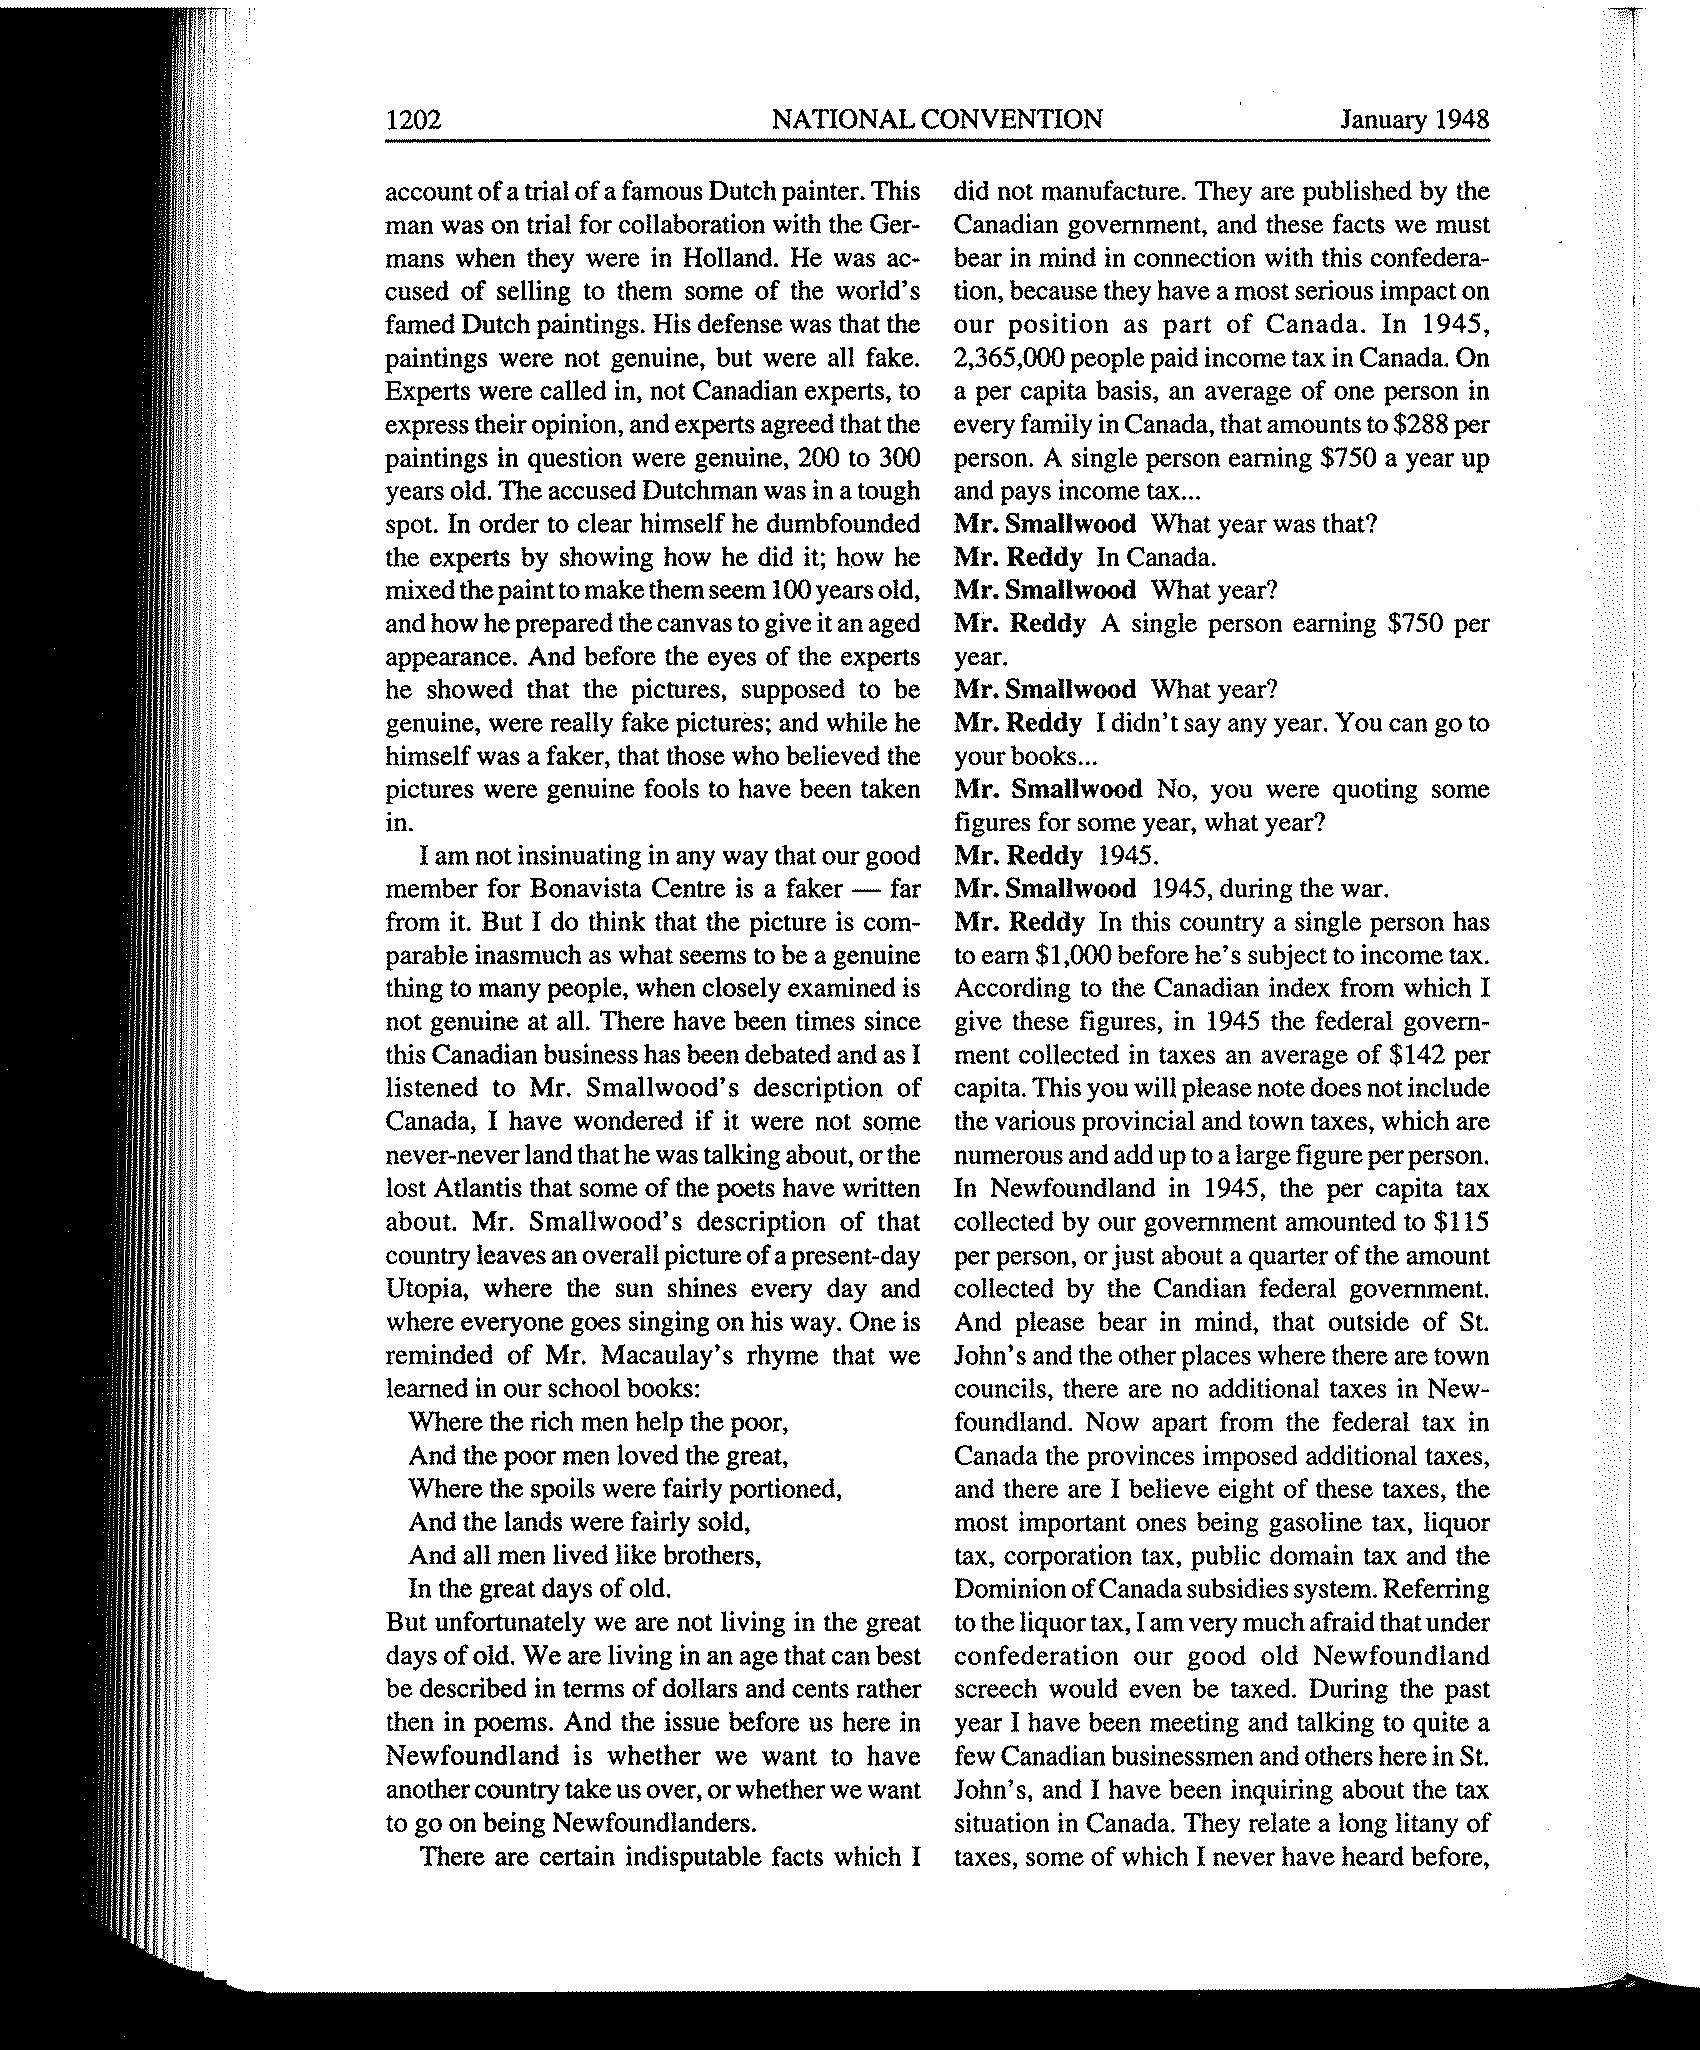 1202 NATIONAL CONVENTION January 1948
account of a trial of a famous Dutch painter. This
man was on trial for collaboration with the Ger-
mans when they were in Holland. He was ac-
cused of selling to them some of the world's
famed Dutch paintings. His defense was that the
paintings were not genuine, but were all fake.
Experts were called in, not Canadian experts, to
express their opinion, and experts agreed that the
paintings in question were genuine, 200 to 300
years old. The accused Dutchman was in a tough
spot. In order to clear himself he dumbfounded
the experts by showing how he did it; how he
mixed the paint to make them seem 100 years old,
and how he prepared the canvas to give it an aged
appearance. And before the eyes of the experts
he showed that the pictures, supposed to be
genuine, were really fake pictures; and while he
himself was a faker, that those who believed the
pictures were genuine fools to have been taken
in.
I am not insinuating in any way that our good
member for Bonavista Centre is a faker — far
from it. But I do think that the picture is com-
parable inasmuch as what seems to be a genuine
thing to many people, when closely examined is
not genuine at all. There have been times since
this Canadian business has been debated and as I
listened to Mr. Smallwood's description of
Canada, I have wondered if it were not some
never-never land that he was talking about, or the
lost Atlantis that some of the poets have written
about. Mr. Smallwood's description of that
country leaves an overall picture of a present-day
Utopia, where the sun shines every day and
where everyone goes singing on his way. One is
reminded of Mr. Macaulay's rhyme that we
learned in our school books:
Where the rich men help the poor,
And the poor men loved the great,
Where the spoils were fairly portioned,
And the lands were fairly sold,
And all men lived like brothers,
In the great days of old.
But unfortunately we are not living in the great
days of old. We are living in an age that can best
be described in terms of dollars and cents rather
then in poems. And the issue before us here in
Newfoundland is whether we want to have
another country take us over, or whether we want
to go on being Newfoundlanders.
There are certain indisputable facts which I
did not manufacture. They are published by the
Canadian government, and these facts we must
bear in mind in connection with this confedera-
tion, because they have a most serious impact on
our position as part of Canada. In 1945,
2,365,000 people paid income tax in Canada. On
a per capita basis, an average of one person in
every family in Canada, that amounts to $288 per
person. A single person earning $750 a year up
and pays income tax...
Mr. Smallwood What year was that?
Mr. Reddy In Canada.
Mr. Smallwood What year?
Mr. Reddy A single person earning $750 per
year.
Mr. Smallwood What year?
Mr. Reddy I didn't say any year. You can go to
your books...
Mr. Smallwood No, you were quoting some
figures for some year, what year?
Mr. Reddy 1945.
Mr. Smallwood 1945, during the war.
Mr. Reddy In this country a single person has
to earn $1,000 before he's subject to income tax.
According to the Canadian index from which I
give these figures, in 1945 the federal govern-
ment collected in taxes an average of $142 per
capita. This you will please note does not include
the various provincial and town taxes, which are
numerous and add up to a large figure per person.
In Newfoundland in 1945, the per capita tax
collected by our government amounted to $115
per person, or just about a quarter of the amount
collected by the Candian federal government.
And please bear in mind, that outside of St.
John's and the other places where there are town
councils, there are no additional taxes in New-
foundland. Now apart from the federal tax in
Canada the provinces imposed additional taxes,
and there are I believe eight of these taxes, the
most important ones being gasoline tax, liquor
tax, corporation tax, public domain tax and the
Dominion of Canada subsidies system. Referring
to the liquor tax, I am very much afraid that under
confederation our good old Newfoundland
screech would even be taxed. During the past
year I have been meeting and talking to quite a
few Canadian businessmen and others here in St.
John's, and I have been inquiring about the tax
situation in Canada. They relate a long litany of
taxes, some of which I never have heard before,